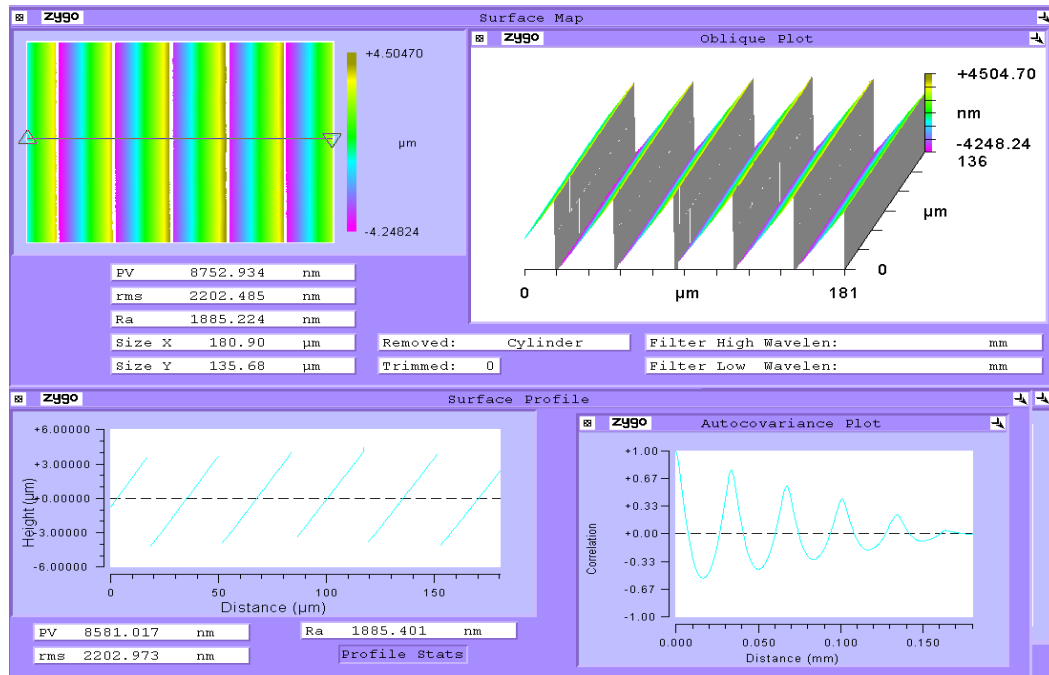 zygo Surface Map
+4.50470
µm
-4.24824
zygo Oblique Plot
+4504.70
nm
-4248.24
136
µm
0
0 µm 181
PV 8752.934 nm
rms 2202.485 nm
Ra 1885.224 nm
Size X 180.90 µm
Size Y 135.68 µm
Removed: Cylinder
Trimmed: 0
Filter High Wavelen: mm
Filter Low Wavelen: mm
zygo Surface Profile
+6.00000
+3.00000
+0.00000
-3.00000
-6.00000
Height (µm)
0 50 100 150
Distance (µm)
PV 8581.017 nm
rms 2202.973 nm
Ra 1885.401 nm
Profile Stats
zygo Autocovariance Plot
+1.00
+0.67
+0.33
+0.00
-0.33
-0.67
-1.00
Correlation
0.000 0.050 0.100 0.150
Distance (mm)